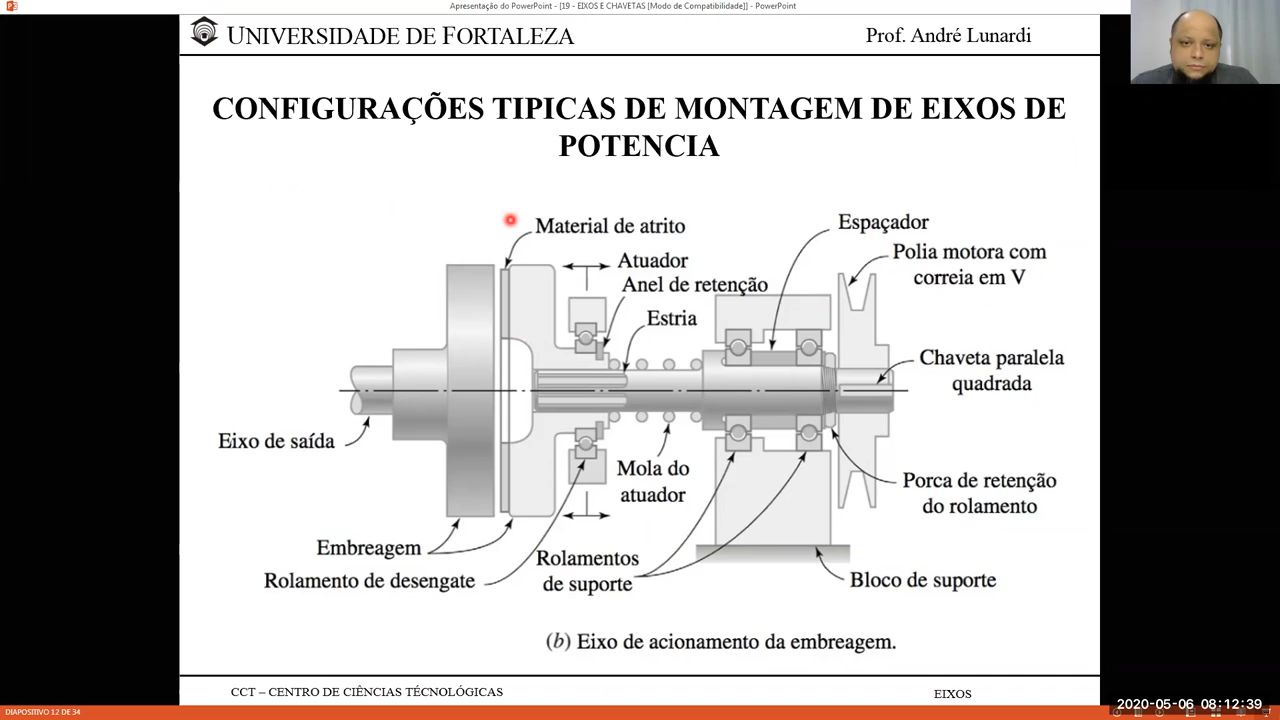 Apresentação do PowerPoint - [19 - EIXOS E CHAVETAS [Modo de Compatibilidade]] - PowerPoint
UNIVERSIDADE DE FORTALEZA
Prof. André Lunardi
CONFIGURAÇÕES TIPICAS DE MONTAGEM DE EIXOS DE
POTENCIA
Material de atrito
Espaçador
Atuador
Polia motora com
correia em V
Anel de retenção
Estria
Chaveta paralela
quadrada
Eixo de saída
Mola do
atuador
Porca de retenção
do rolamento
Embreagem
Rolamento de desengate
Rolamentos
de suporte
Bloco de suporte
(b) Eixo de acionamento da embreagem.
CCT – CENTRO DE CIÊNCIAS TÉCNOLÓGICAS
EIXOS
DIAPOSITIVO 12 DE 34
2020-05-06 08:12:39